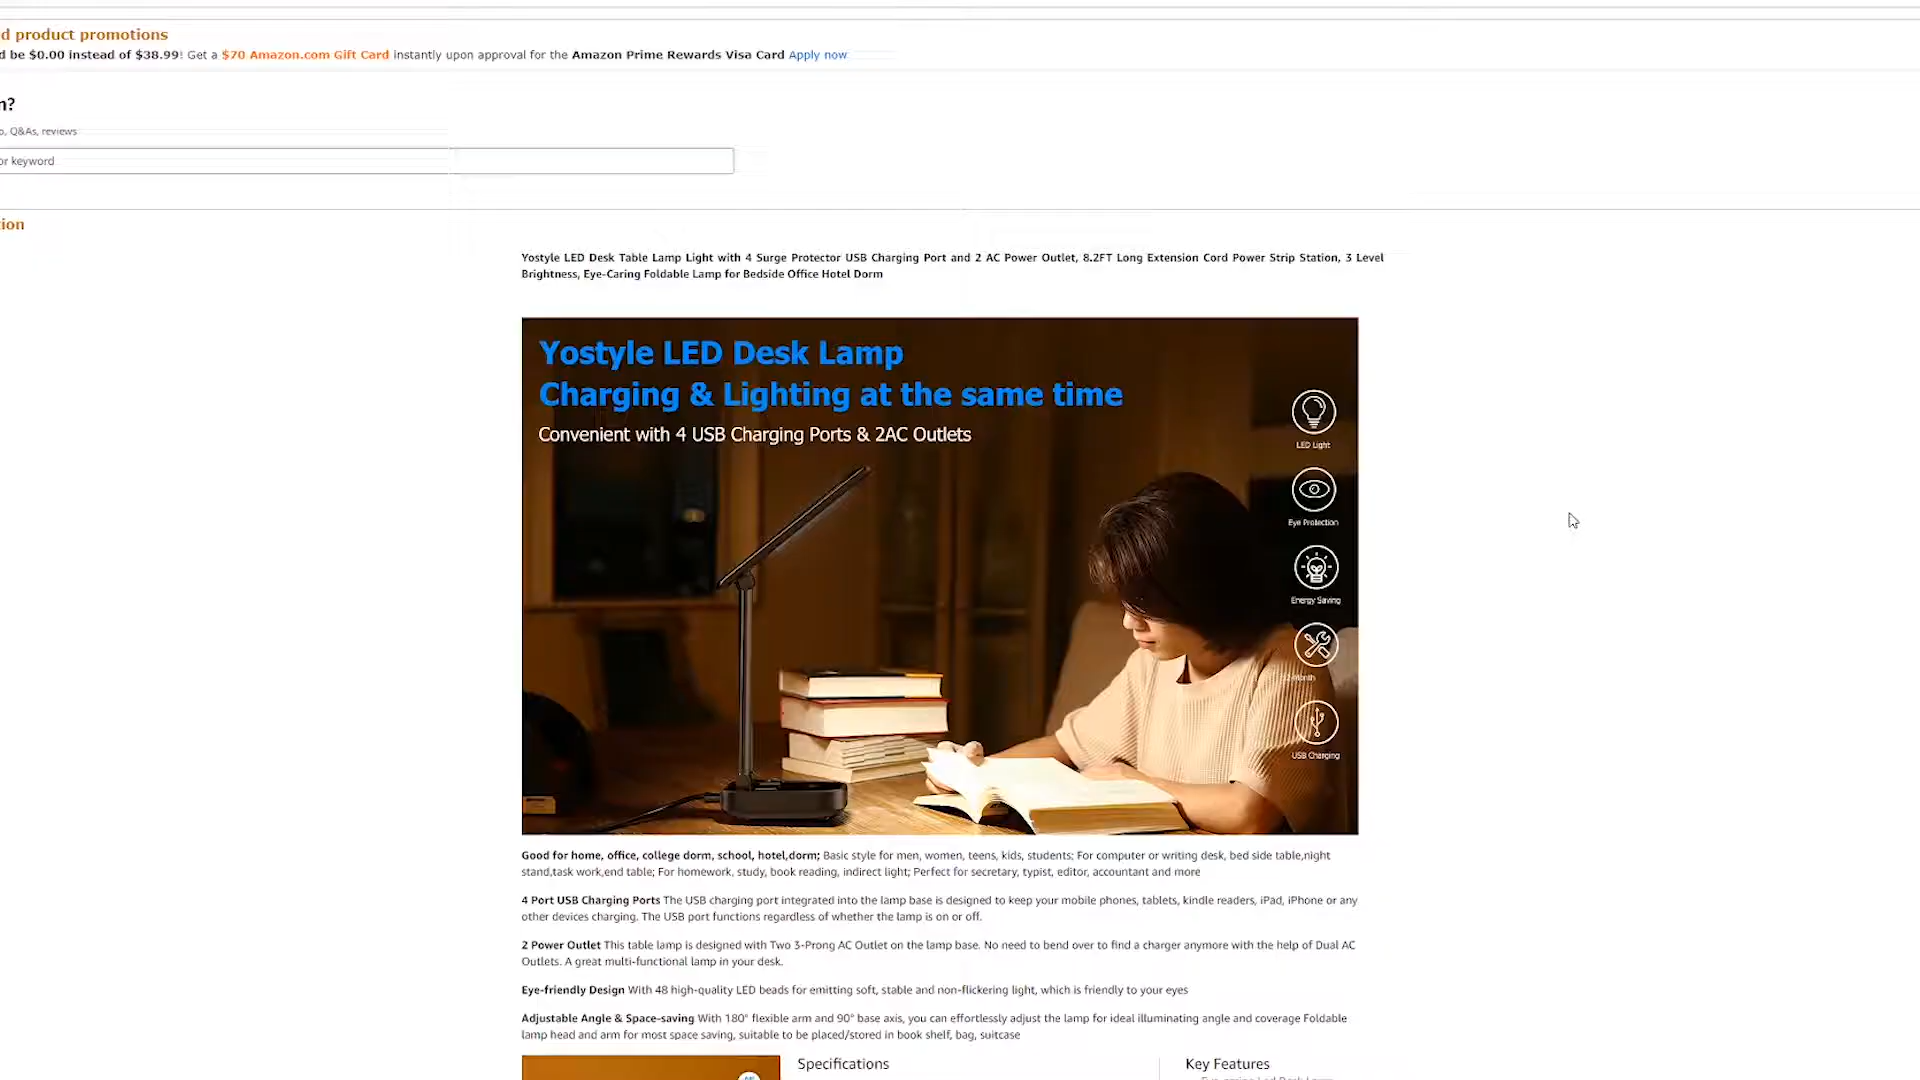 d product promotions
d be $0.00 instead of $38.99! Get a $70 Amazon.com Gift Card instantly upon approval for the Amazon Prime Rewards Visa Card Apply now
n?
o, Q&As, reviews
or keyword
tion
Yostyle LED Desk Table Lamp Light with 4 Surge Protector USB Charging Port and 2 AC Power Outlet, 8.2FT Long Extension Cord Power Strip Station, 3 Level
Brightness, Eye-Caring Foldable Lamp for Bedside Office Hotel Dorm
Yostyle LED Desk Lamp
Charging & Lighting at the same time
Convenient with 4 USB Charging Ports & 2AC Outlets
LED Light
Eye Protection
Energy Saving
12-Month
USB Charging
Good for home, office, college dorm, school, hotel,dorm; Basic style for men, women, teens, kids, students; For computer or writing desk, bed side table,night
stand,task work,end table; For homework, study, book reading, indirect light; Perfect for secretary, typist, editor, accountant and more
4 Port USB Charging Ports The USB charging port integrated into the lamp base is designed to keep your mobile phones, tablets, kindle readers, iPad, iPhone or any
other devices charging. The USB port functions regardless of whether the lamp is on or off.
2 Power Outlet This table lamp is designed with Two 3-Prong AC Outlet on the lamp base. No need to bend over to find a charger anymore with the help of Dual AC
Outlets. A great multi-functional lamp in your desk.
Eye-friendly Design With 48 high-quality LED beads for emitting soft, stable and non-flickering light, which is friendly to your eyes
Adjustable Angle & Space-saving With 180° flexible arm and 90° base axis, you can effortlessly adjust the lamp for ideal illuminating angle and coverage Foldable
lamp head and arm for most space saving, suitable to be placed/stored in book shelf, bag, suitcase
Specifications
Key Features